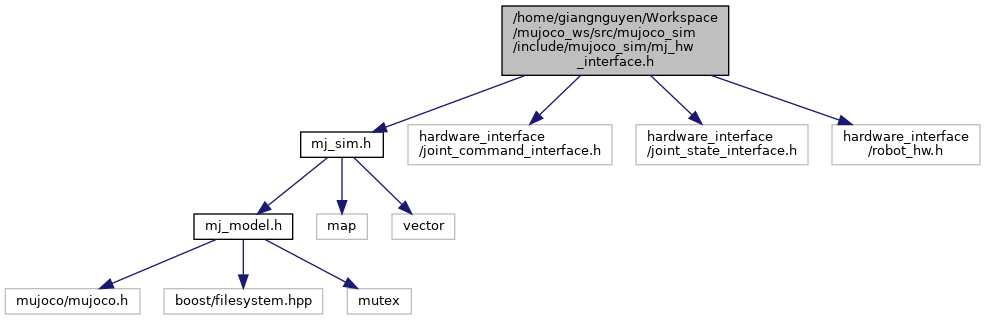 /home/giangnguyen/Workspace
/mujoco_ws/src/mujoco_sim
/include/mujoco_sim/mj_hw
_interface.h
mj_sim.h
hardware_interface
/joint_command_interface.h
hardware_interface
/joint_state_interface.h
hardware_interface
/robot_hw.h
mj_model.h
map
vector
mujoco/mujoco.h
boost/filesystem.hpp
mutex